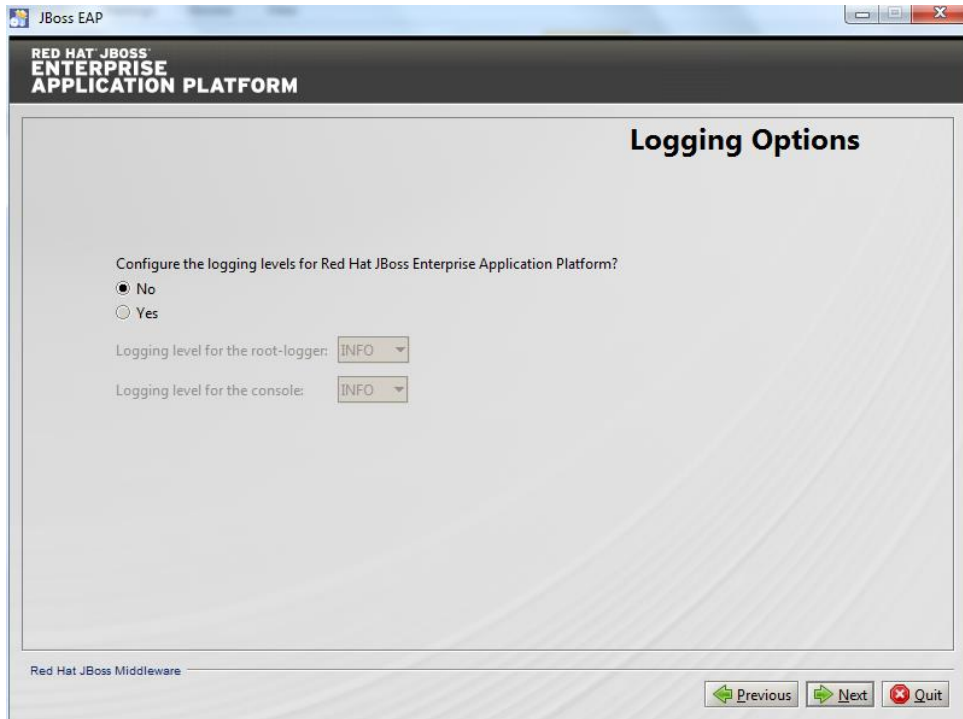 JBoss EAP
RED HAT JBOSS
ENTERPRISE
APPLICATION PLATFORM
Logging Options
Configure the logging levels for Red Hat JBoss Enterprise Application Platform?
No
Yes
Logging level for the root-logger: INFO
Logging level for the console: INFO
Red Hat JBoss Middleware
Previous Next Quit